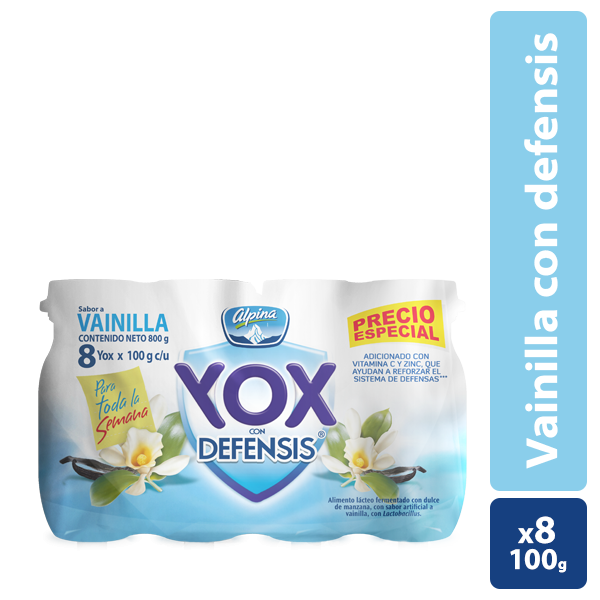 Sabor a
VAINILLA
CONTENIDO NETO 800 g
8 Yox x 100 g c/u
Para
toda la
Semana
Alpina
YOX
CON
DEFENSIS®
PRECIO
ESPECIAL
ADICIONADO CON
VITAMINA C Y ZINC, QUE
AYUDAN A REFORZAR EL
SISTEMA DE DEFENSAS***
Alimento lácteo fermentado con dulce
de manzana, con sabor artificial a
vainilla, con Lactobacillus.
Vainilla con defensis
x8
100g